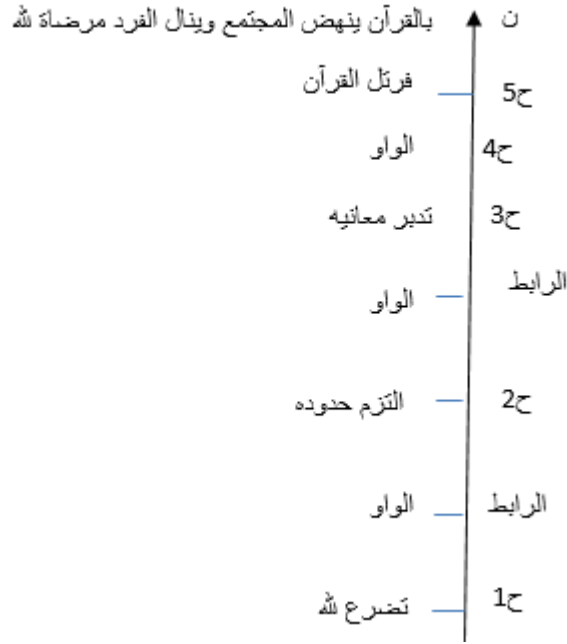 ن بالقرآن ينهض المجتمع وينال الفرد مرضاة لله
ح5 فرتل القرآن
ح4 الواو
ح3 تدبر معانيه
الرابط الواو
ح2 التزم حدوده
الرابط الواو
ح1 تضرع لله